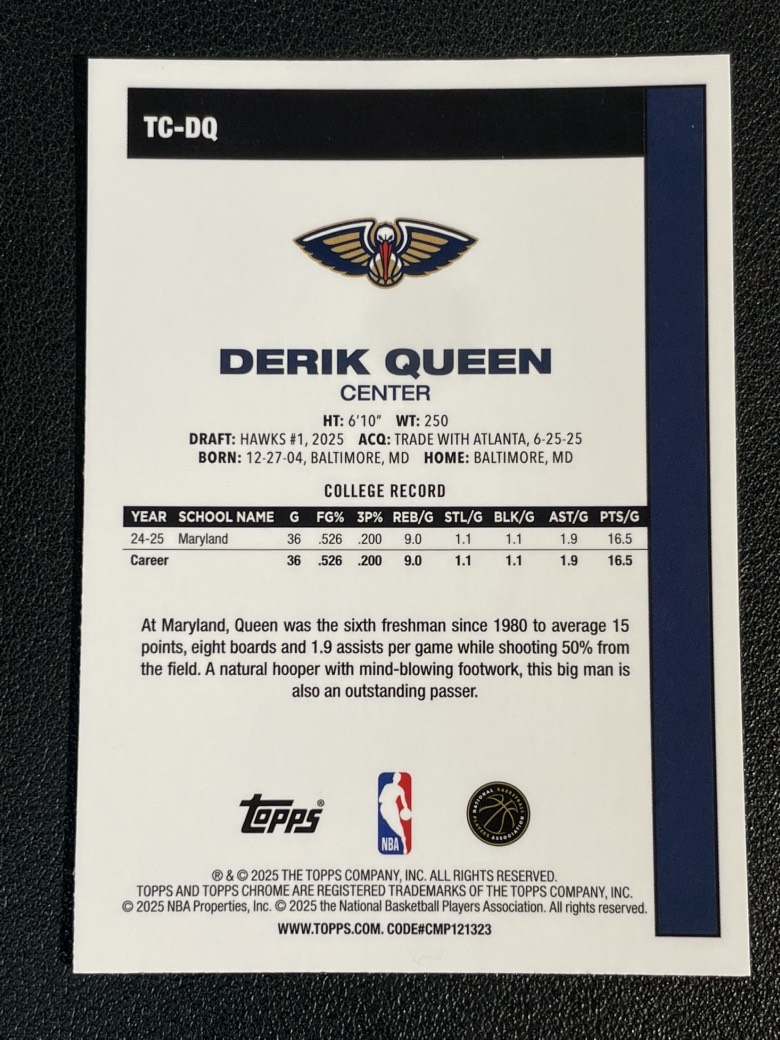 TC-DQ
DERIK QUEEN
CENTER
HT: 6'10" WT: 250
DRAFT: HAWKS #1, 2025 ACQ: TRADE WITH ATLANTA, 6-25-25
BORN: 12-27-04, BALTIMORE, MD HOME: BALTIMORE, MD
COLLEGE RECORD
YEAR SCHOOL NAME G FG% 3P% REB/G STL/G BLK/G AST/G PTS/G
24-25 Maryland 36 .526 .200 9.0 1.1 1.1 1.9 16.5
Career 36 .526 .200 9.0 1.1 1.1 1.9 16.5
At Maryland, Queen was the sixth freshman since 1980 to average 15
points, eight boards and 1.9 assists per game while shooting 50% from
the field. A natural hooper with mind-blowing footwork, this big man is
also an outstanding passer.
topps®
NBA
NATIONAL BASKETBALL PLAYERS ASSOCIATION
® & © 2025 THE TOPPS COMPANY, INC. ALL RIGHTS RESERVED.
TOPPS AND TOPPS CHROME ARE REGISTERED TRADEMARKS OF THE TOPPS COMPANY, INC.
© 2025 NBA Properties, Inc. © 2025 the National Basketball Players Association. All rights reserved.
WWW.TOPPS.COM. CODE#CMP121323